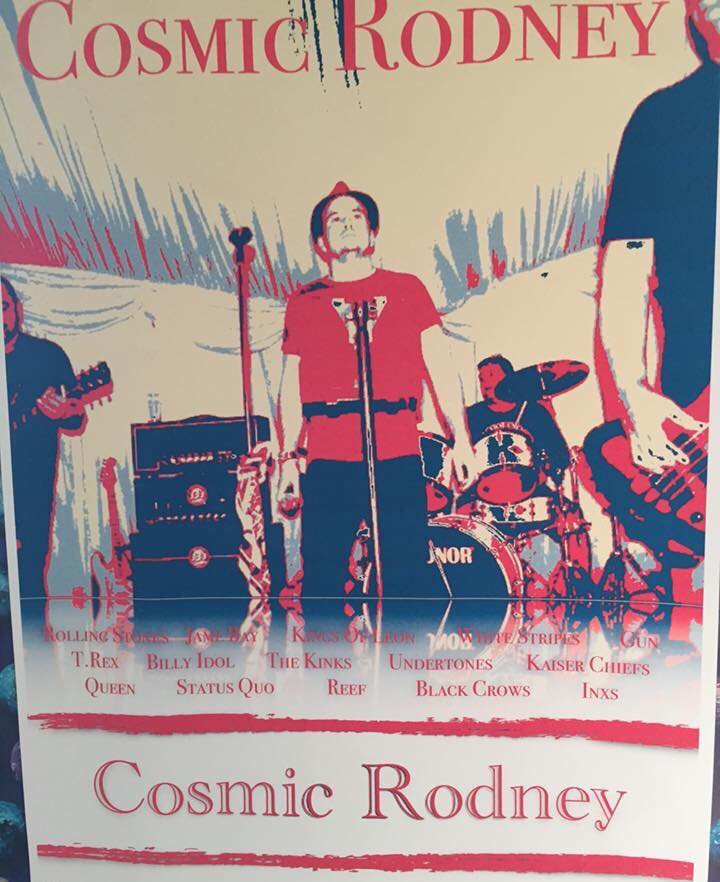 COSMIC RODNEY
NOR
ROLLING STONES JAME BAY KINGS OF LEON WHITE STRIPES GUN
T.REX BILLY IDOL THE KINKS UNDERTONES KAISER CHIEFS
QUEEN STATUS QUO REEF BLACK CROWS INXS
Cosmic Rodney